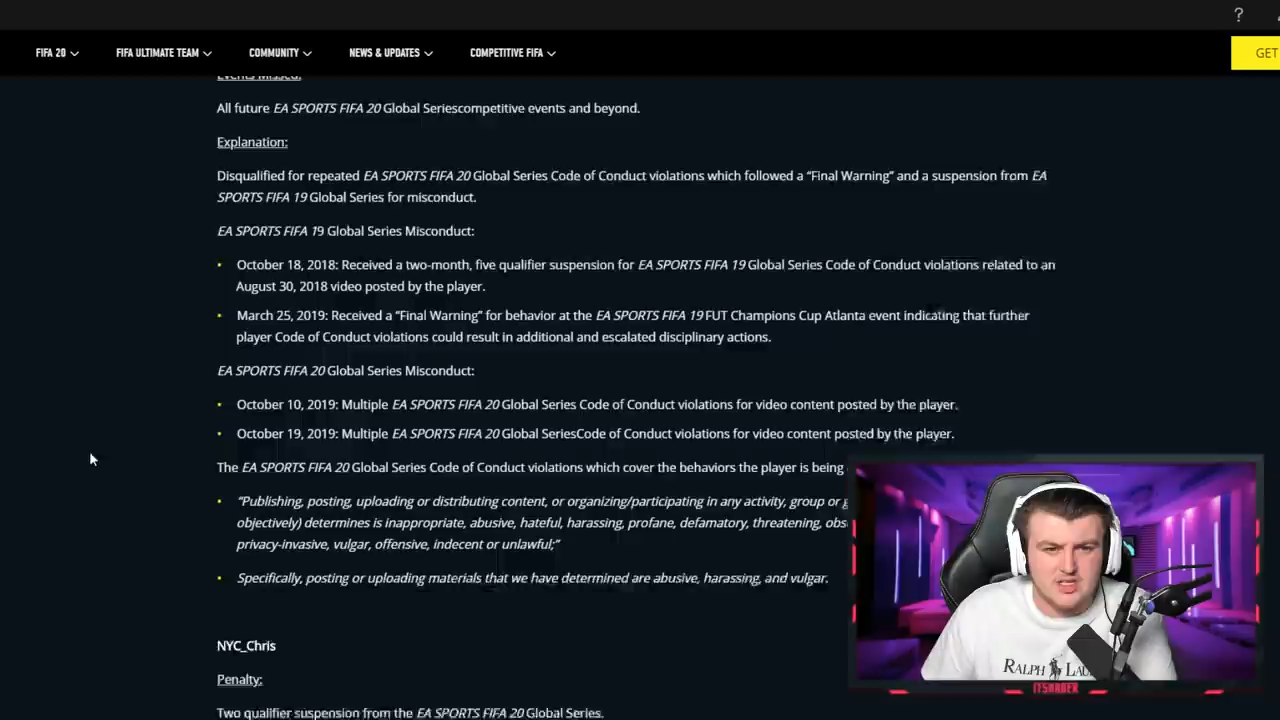 ?
FIFA 20 FIFA ULTIMATE TEAM COMMUNITY NEWS & UPDATES COMPETITIVE FIFA GET
Events Missed:
All future EA SPORTS FIFA 20 Global Seriescompetitive events and beyond.
Explanation:
Disqualified for repeated EA SPORTS FIFA 20 Global Series Code of Conduct violations which followed a “Final Warning” and a suspension from EA
SPORTS FIFA 19 Global Series for misconduct.
EA SPORTS FIFA 19 Global Series Misconduct:
• October 18, 2018: Received a two-month, five qualifier suspension for EA SPORTS FIFA 19 Global Series Code of Conduct violations related to an
August 30, 2018 video posted by the player.
• March 25, 2019: Received a “Final Warning” for behavior at the EA SPORTS FIFA 19 FUT Champions Cup Atlanta event indicating that further
player Code of Conduct violations could result in additional and escalated disciplinary actions.
EA SPORTS FIFA 20 Global Series Misconduct:
• October 10, 2019: Multiple EA SPORTS FIFA 20 Global Series Code of Conduct violations for video content posted by the player.
• October 19, 2019: Multiple EA SPORTS FIFA 20 Global SeriesCode of Conduct violations for video content posted by the player.
The EA SPORTS FIFA 20 Global Series Code of Conduct violations which cover the behaviors the player is being
• “Publishing, posting, uploading or distributing content, or organizing/participating in any activity, group or
objectively) determines is inappropriate, abusive, hateful, harassing, profane, defamatory, threatening,
privacy-invasive, vulgar, offensive, indecent or unlawful;”
• Specifically, posting or uploading materials that we have determined are abusive, harassing, and vulgar.
NYC_Chris
Penalty:
Two qualifier suspension from the EA SPORTS FIFA 20 Global Series.
RALPH LAU
ITSHABER